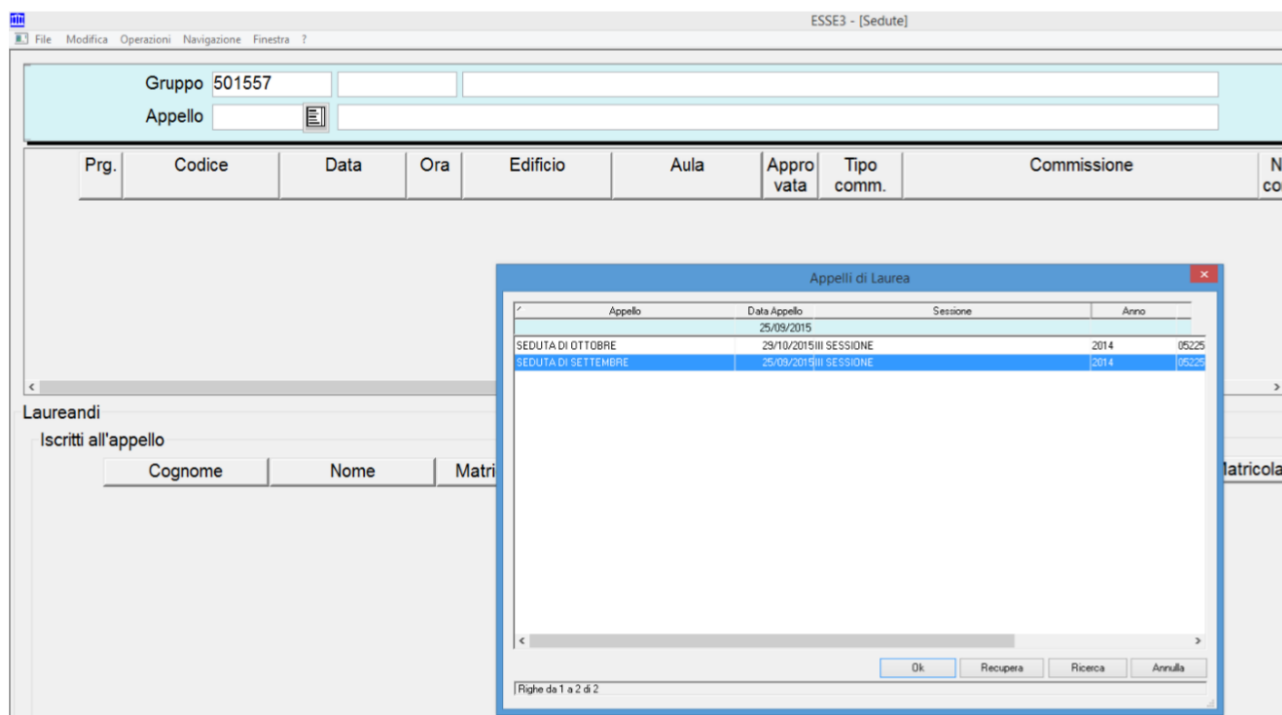 ESSE3 - [Sedute]
File Modifica Operazioni Navigazione Finestra ?
Gruppo 501557
Appello
Prg. Codice Data Ora Edificio Aula Appro vata Tipo comm. Commissione
Appelli di Laurea
Appello Data Appello Sessione Anno
25/09/2015
SEDUTA DI OTTOBRE 29/10/2015 III SESSIONE 2014 05225
SEDUTA DI SETTEMBRE 25/09/2015 III SESSIONE 2014 05225
Laureandi
Iscritti all'appello
Cognome Nome Matri
Matricola
Ok Recupera Ricerca Annulla
Righe da 1 a 2 di 2